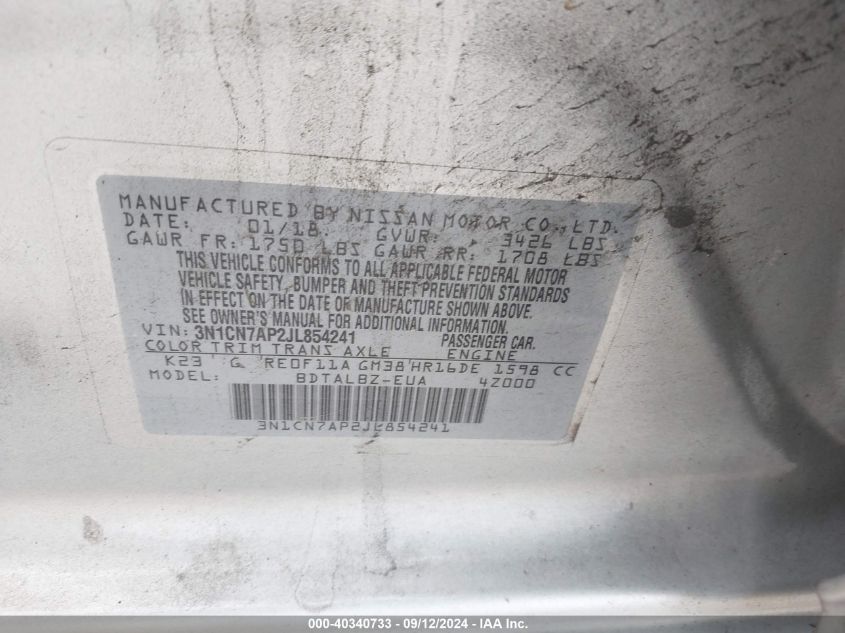 MANUFACTURED BY NISSAN MOTOR CO., LTD.
DATE: 01/18 GVWR: 3426 LBS
GAWR FR: 1750 LBS GAWR RR: 1708 LBS
THIS VEHICLE CONFORMS TO ALL APPLICABLE FEDERAL MOTOR
VEHICLE SAFETY, BUMPER AND THEFT PREVENTION STANDARDS
IN EFFECT ON THE DATE OF MANUFACTURE SHOWN ABOVE.
SEE OWNER'S MANUAL FOR ADDITIONAL INFORMATION.
VIN: 3N1CN7AP2JL854241 PASSENGER CAR.
COLOR TRIM TRANS AXLE ENGINE
K23 G RE0F11A GM38 HR16DE 1598 CC
MODEL: BDTALBZ-EUA 4Z000
3N1CN7AP2JL854241
000-40340733 - 09/12/2024 - IAA Inc.